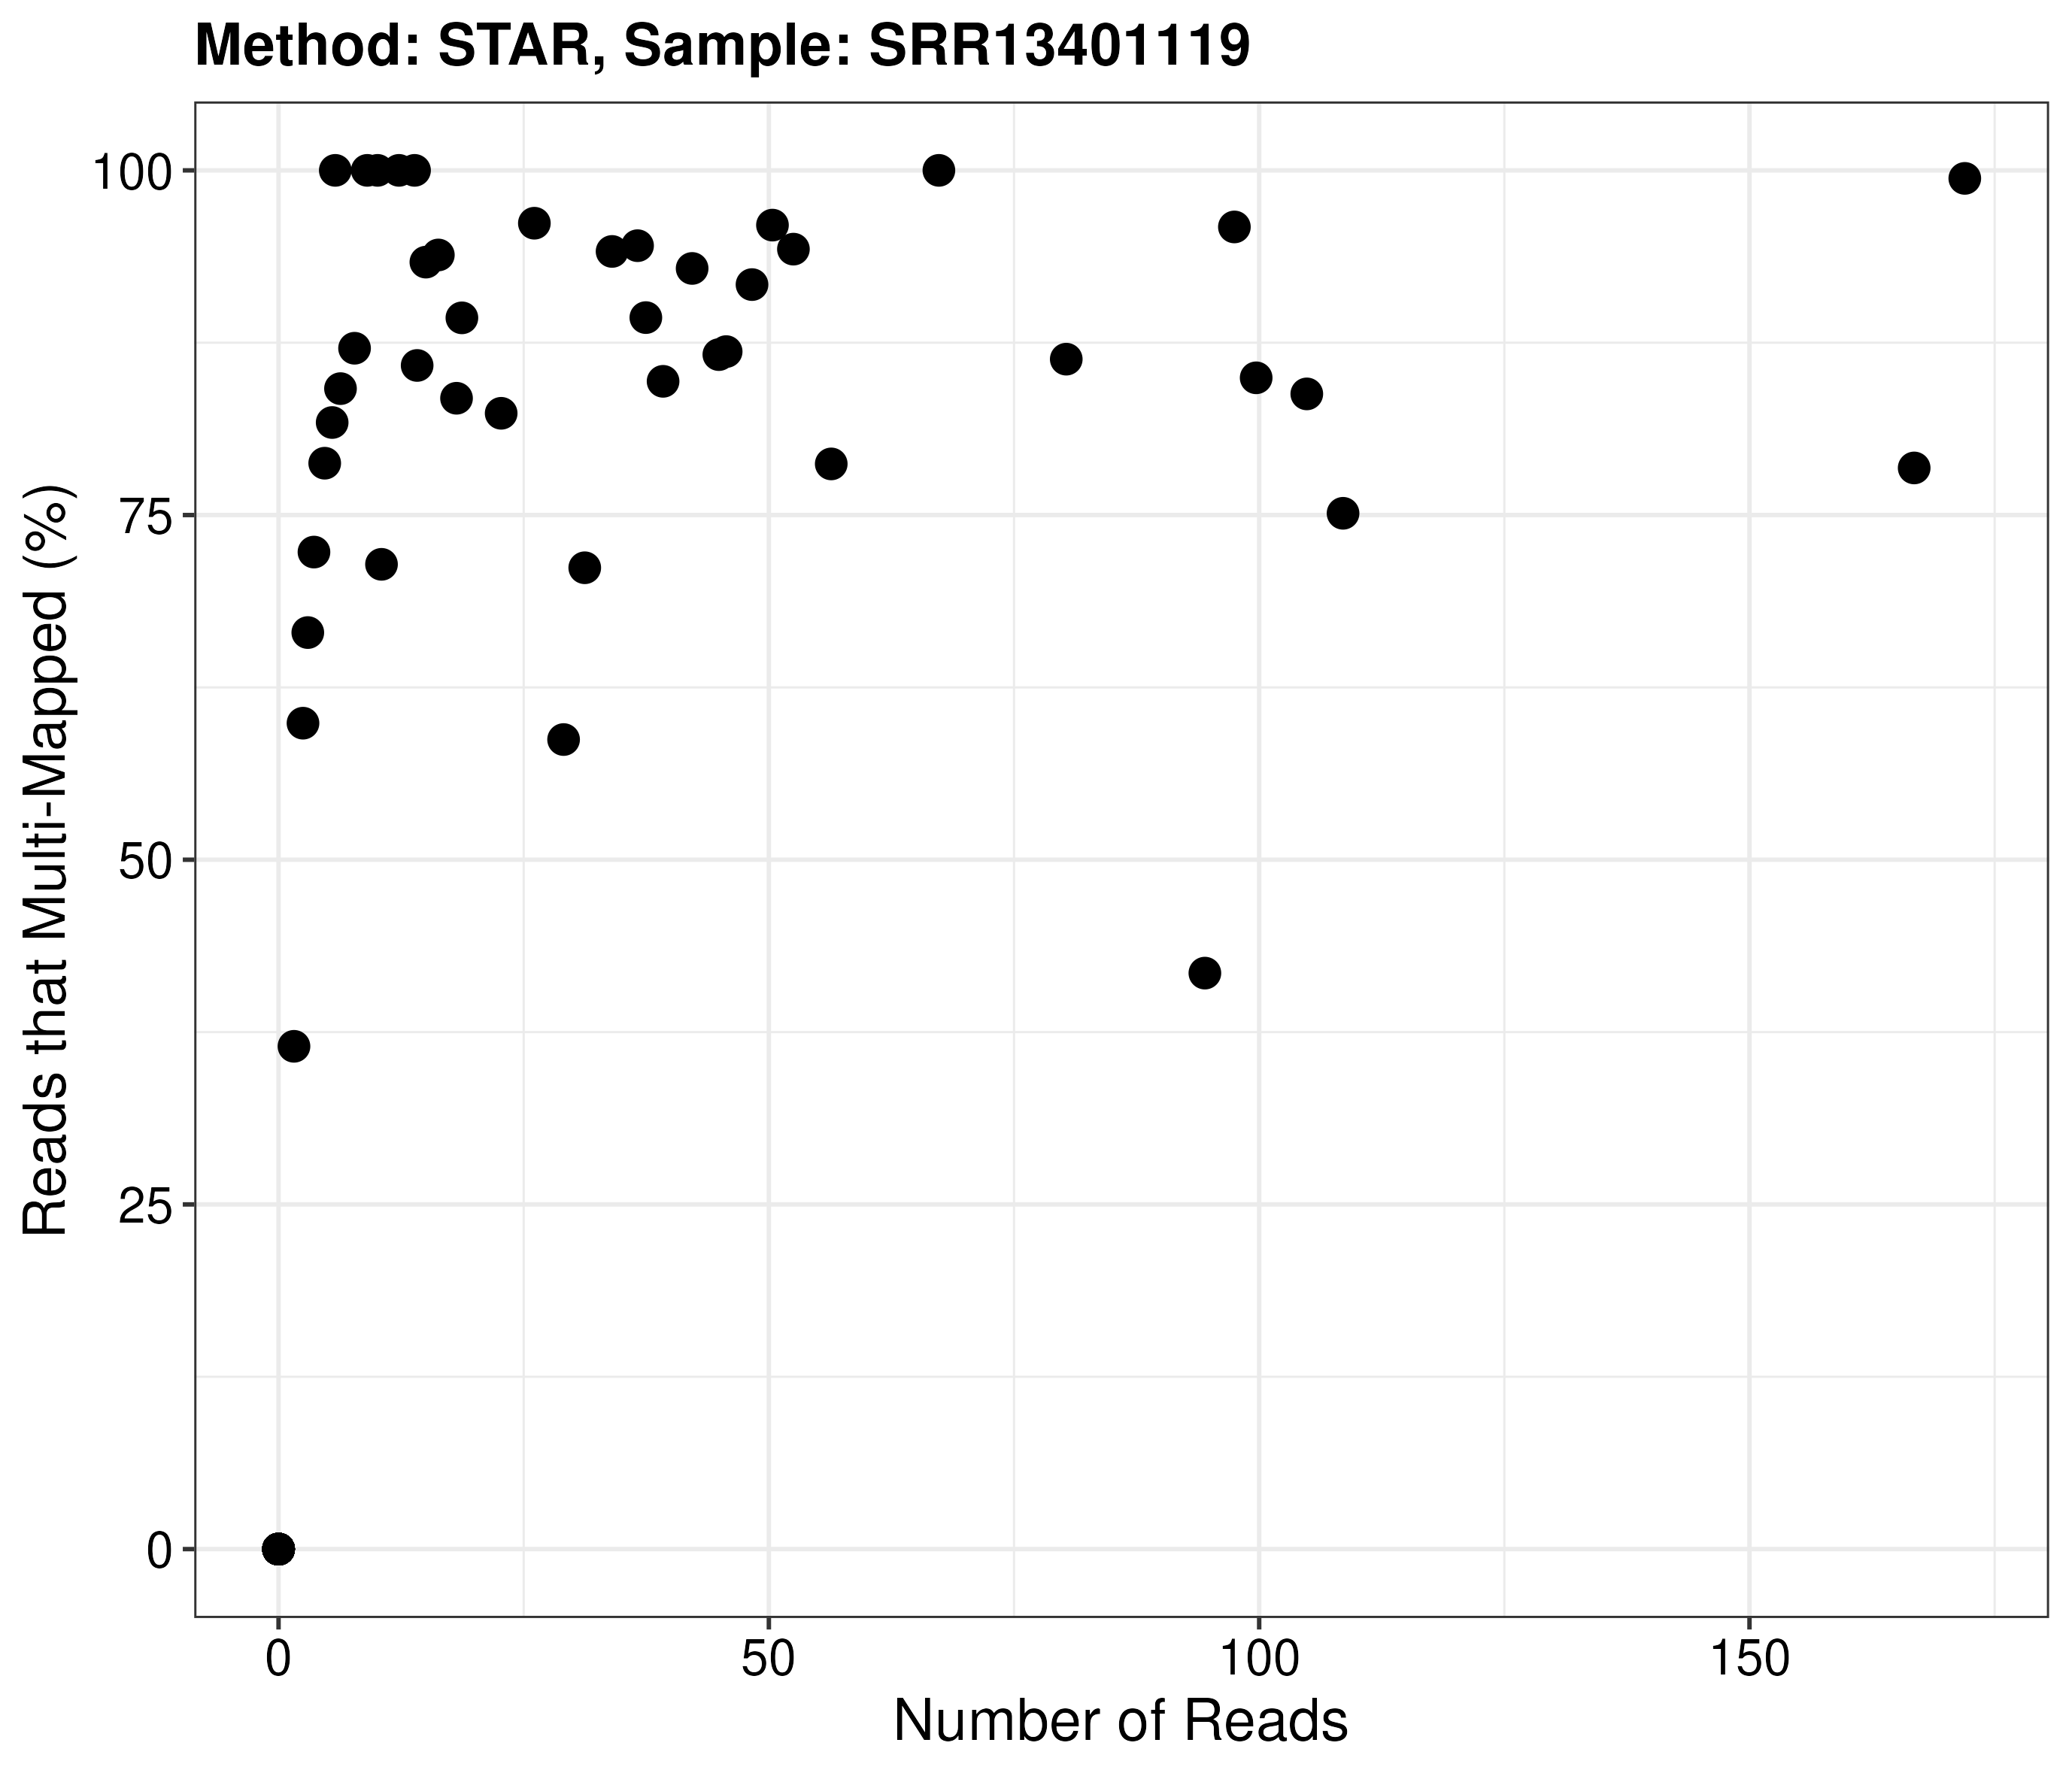 Method: STAR, Sample: SRR13401119
Reads that Multi-Mapped (%)
100
75
50
25
0
0 50 100 150
Number of Reads